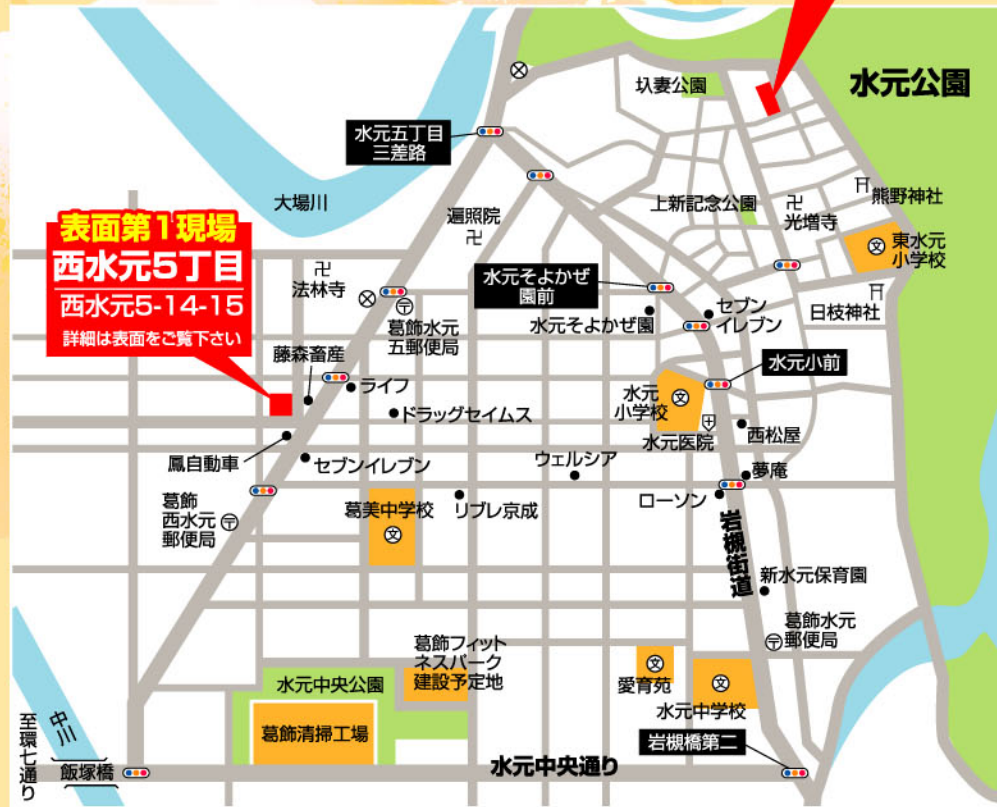 圦妻公園
水元公園
水元五丁目
三差路
大場川
遍照院
上新記念公園
光増寺
熊野神社
東水元
小学校
文
日枝神社
表面第1現場
西水元5丁目
西水元5-14-15
詳細は表面をご覧下さい
法林寺
葛飾水元
五郵便局
水元そよかぜ
園前
水元そよかぜ園
セブン
イレブン
藤森畜産
ライフ
ドラッグセイムス
水元小前
水元
小学校
文
水元医院
西松屋
鳳自動車
セブンイレブン
ウェルシア
夢庵
葛飾
西水元
郵便局
葛美中学校
文
リブレ京成
ローソン
岩槻街道
新水元保育園
葛飾水元
郵便局
葛飾フィット
ネスパーク
建設予定地
水元中央公園
葛飾清掃工場
文
愛育苑
文
水元中学校
岩槻橋第二
水元中央通り
中川
至環七通り
飯塚橋